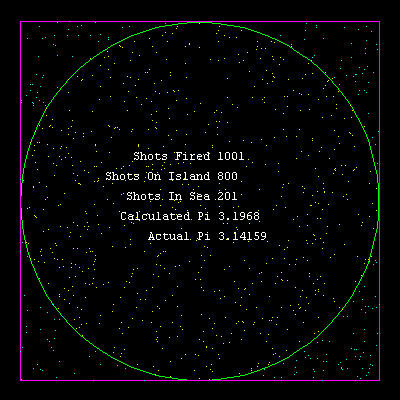 Shots Fired 1001
Shots On Island 800
Shots In Sea 201
Calculated Pi 3.1968
Actual Pi 3.14159